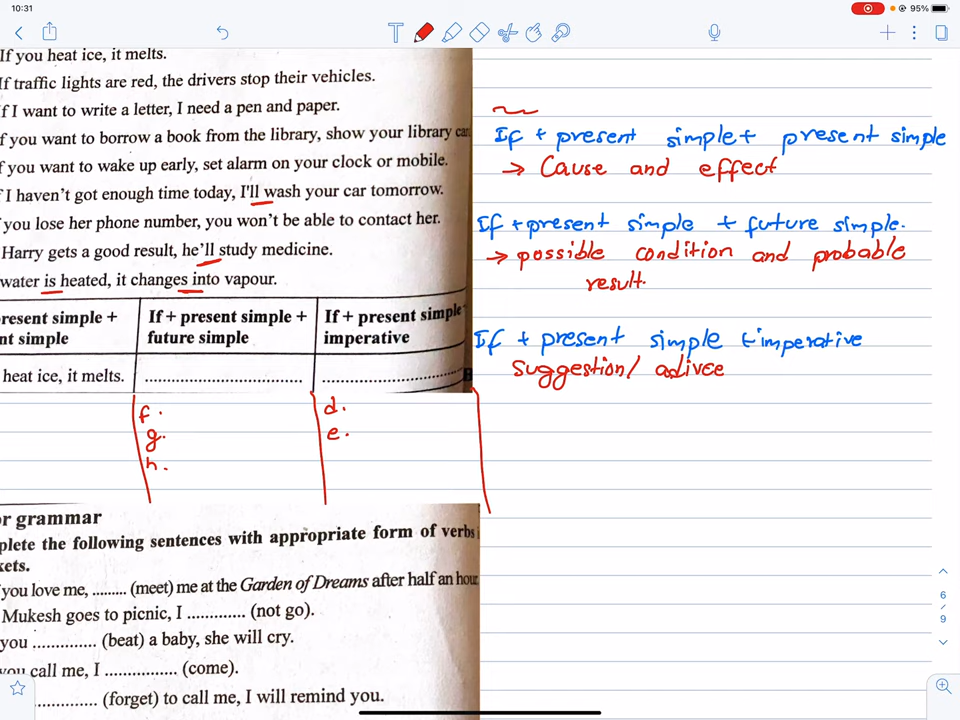 10:31
95%
If you heat ice, it melts.
If traffic lights are red, the drivers stop their vehicles.
If I want to write a letter, I need a pen and paper.
f you want to borrow a book from the library, show your library car
f you want to wake up early, set alarm on your clock or mobile.
f I haven't got enough time today, I'll wash your car tomorrow.
you lose her phone number, you won't be able to contact her.
Harry gets a good result, he'll study medicine.
water is heated, it changes into vapour.
resent simple +
nt simple
If + present simple +
future simple
If + present simple +
imperative
heat ice, it melts.
................................
................................
f.
g.
h.
d.
e.
or grammar
plete the following sentences with appropriate form of verbs i
kets.
you love me, ......... (meet) me at the Garden of Dreams after half an hour
Mukesh goes to picnic, I ............. (not go).
you .............. (beat) a baby, she will cry.
you call me, I ................ (come).
.............. (forget) to call me, I will remind you.
If + present simple + present simple
→ Cause and effect
If + present simple + future simple.
→ possible condition and probable
result.
If + present simple + imperative
Suggestion/ adivce
6
9